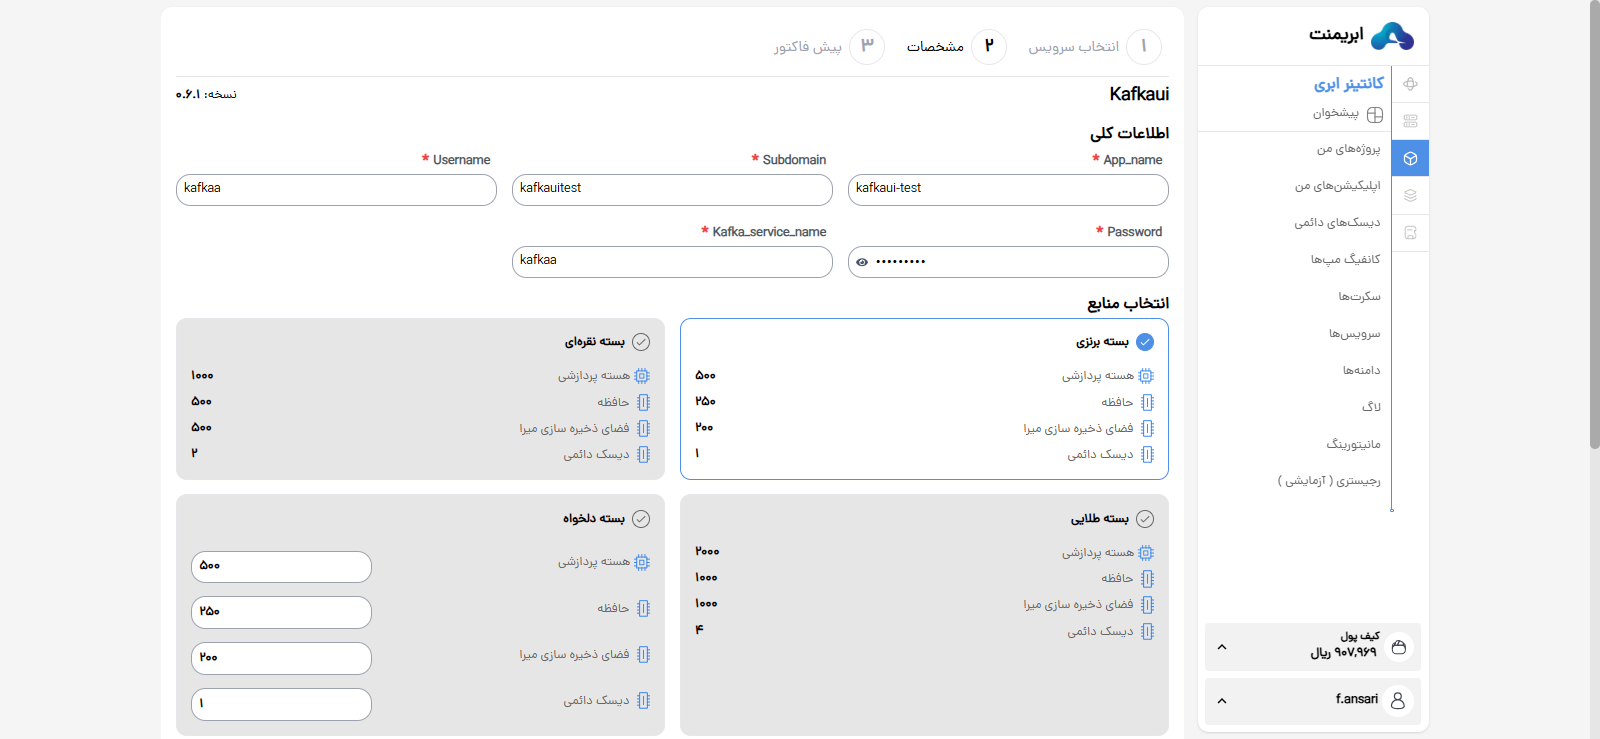 ابریمنت
کانتینر ابری
پیشخوان
پروژه‌های من
اپلیکیشن‌های من
دیسک‌های دائمی
کانفیگ مپ‌ها
سکرت‌ها
سرویس‌ها
دامنه‌ها
لاگ
مانیتورینگ
رجیستری ( آزمایشی )
کیف پول
۹۰۷,۹۶۹ ریال
f.ansari
۱ انتخاب سرویس ۲ مشخصات ۳ پیش فاکتور
Kafkaui
نسخه: ۰.۶.۱
اطلاعات کلی
App_name *
kafkaui-test
Subdomain *
kafkauitest
Username *
kafkaa
Password *
•••••••••
Kafka_service_name *
kafkaa
انتخاب منابع
بسته برنزی
هسته پردازشی ۵۰۰
حافظه ۲۵۰
فضای ذخیره سازی میرا ۲۰۰
دیسک دائمی ۱
بسته نقره‌ای
هسته پردازشی ۱۰۰۰
حافظه ۵۰۰
فضای ذخیره سازی میرا ۵۰۰
دیسک دائمی ۲
بسته طلایی
هسته پردازشی ۲۰۰۰
حافظه ۱۰۰۰
فضای ذخیره سازی میرا ۱۰۰۰
دیسک دائمی ۴
بسته دلخواه
هسته پردازشی ۵۰۰
حافظه ۲۵۰
فضای ذخیره سازی میرا ۲۰۰
دیسک دائمی ۱